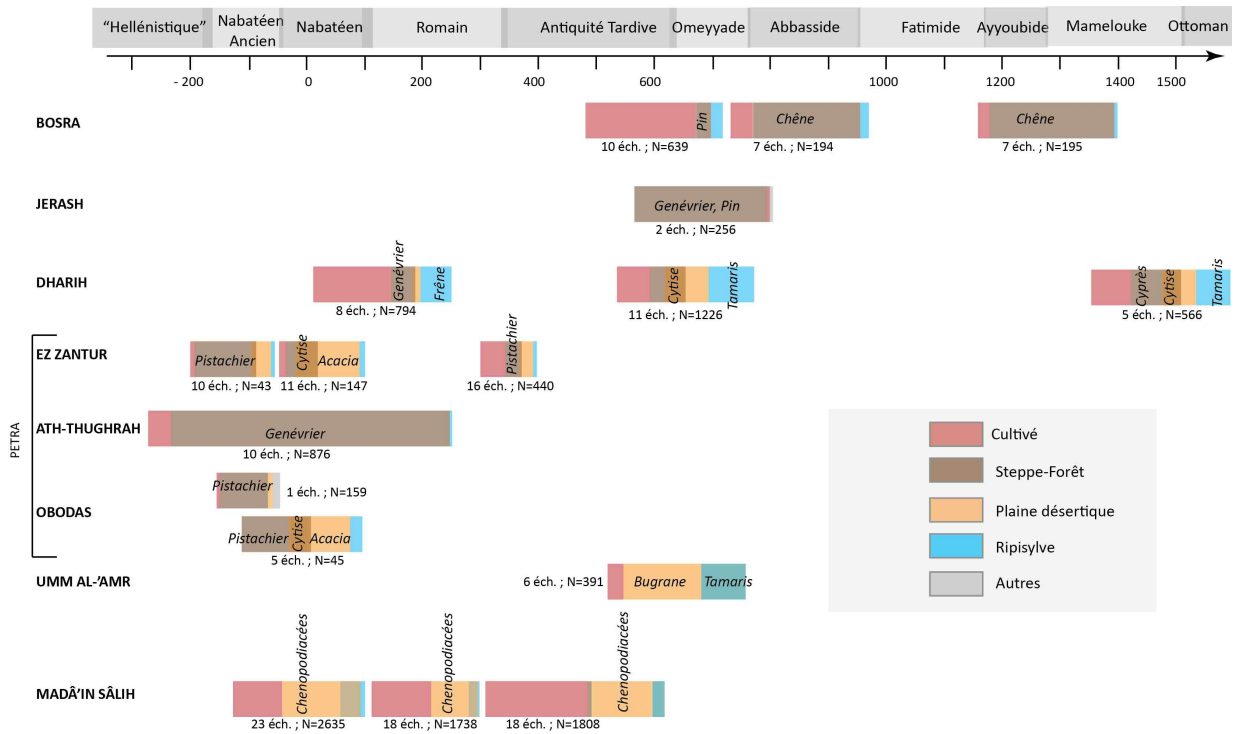 “Hellénistique”
Nabatéen
Ancien
Nabatéen
Romain
Antiquité Tardive
Omeyyade
Abbasside
Fatimide
Ayyoubide
Mamelouke
Ottoman
- 200
0
200
400
600
1000
1200
1400
1500
BOSRA
Pin
Chêne
Chêne
10 éch. ; N=639
7 éch. ; N=194
7 éch. ; N=195
JERASH
Genévrier, Pin
2 éch. ; N=256
DHARIH
Genévrier
Frêne
8 éch. ; N=794
Cytise
Tamaris
11 éch. ; N=1226
Cyprès
Cytise
Tamaris
5 éch. ; N=566
PETRA
EZ ZANTUR
Pistachier
10 éch. ; N=43
Cytise
Acacia
11 éch. ; N=147
Pistachier
16 éch. ; N=440
ATH-THUGHRAH
Genévrier
10 éch. ; N=876
OBODAS
Pistachier
1 éch. ; N=159
Pistachier
Cytise
Acacia
5 éch. ; N=45
UMM AL-'AMR
6 éch. ; N=391
Bugrane
Tamaris
MADÂ'IN SÂLIH
Chenopodiacées
23 éch. ; N=2635
Chenopodiacées
18 éch. ; N=1738
Chenopodiacées
18 éch. ; N=1808
Cultivé
Steppe-Forêt
Plaine désertique
Ripisylve
Autres